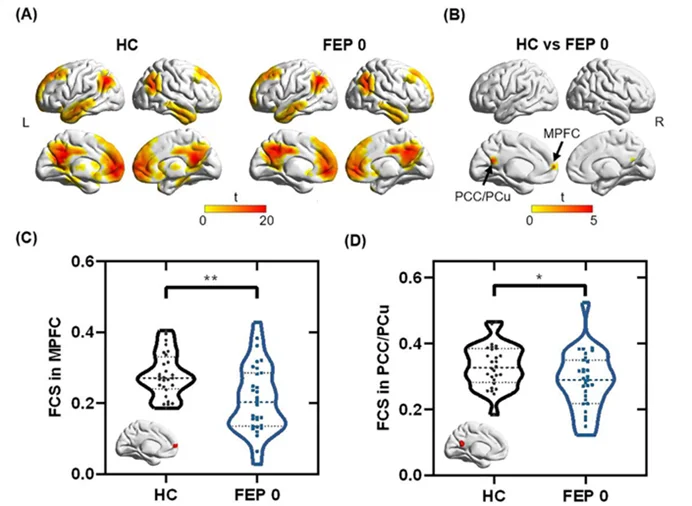 (A)
HC
FEP 0
L
t
0
20
(B)
HC vs FEP 0
R
MPFC
PCC/PCu
t
0
5
(C)
FCS in MPFC
0.6
0.4
0.2
0.0
**
HC
FEP 0
(D)
FCS in PCC/PCu
0.6
0.4
0.2
0.0
*
HC
FEP 0